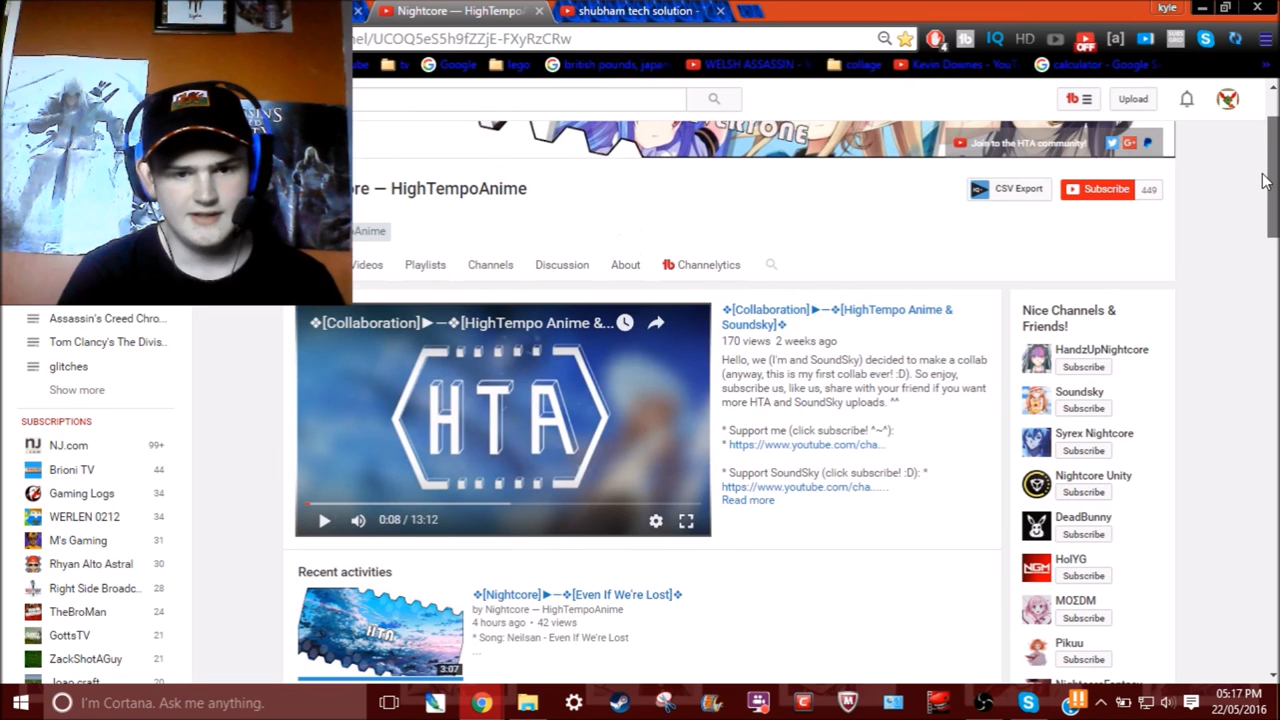 Nightcore — HighTempo
shubham tech solution -
kyle
nel/UCOQ5eS5h9fZZjE-FXyRzCRw
4
IQ
HD
OFF
[a]
tv
Google
lego
british pounds, japa
WELSH ASSASSIN -
collage
Kevin Downes - YouT
calculator - Google S
»
Upload
Join to the HTA community!
ore — HighTempoAnime
CSV Export
Subscribe
449
oAnime
Videos
Playlists
Channels
Discussion
About
Channelytics
HTA
❖[Collaboration]►—❖[HighTempo Anime &...
0:08 / 13:12
❖[Collaboration]►—❖[HighTempo Anime &
Soundsky]❖
170 views 2 weeks ago
Hello, we (I'm and SoundSky) decided to make a collab
(anyway, this is my first collab ever! :D). So enjoy,
subscribe us, like us, share with your friend if you want
more HTA and SoundSky uploads. ^^
* Support me (click subscribe! ^~^):
* https://www.youtube.com/cha...
* Support SoundSky (click subscribe! :D): *
https://www.youtube.com/cha......
Read more
Nice Channels &
Friends!
HandzUpNightcore
Subscribe
Soundsky
Subscribe
Syrex Nightcore
Subscribe
Nightcore Unity
Subscribe
DeadBunny
Subscribe
HolYG
Subscribe
MOΣDM
Subscribe
Pikuu
Subscribe
Assassin's Creed Chro...
Tom Clancy's The Divis...
glitches
Show more
SUBSCRIPTIONS
NJ.com 99+
Brioni TV 44
Gaming Logs 34
WERLEN 0212 34
M's Gaming 31
Rhyan Alto Astral 30
Right Side Broadc... 28
TheBroMan 24
GottsTV 21
ZackShotAGuy 21
Recent activities
❖[Nightcore]►—❖[Even If We're Lost]❖
by Nightcore — HighTempoAnime
4 hours ago • 42 views
* Song: Neilsan - Even If We're Lost
...
HTA
3:07
I'm Cortana. Ask me anything.
05:17 PM
22/05/2016